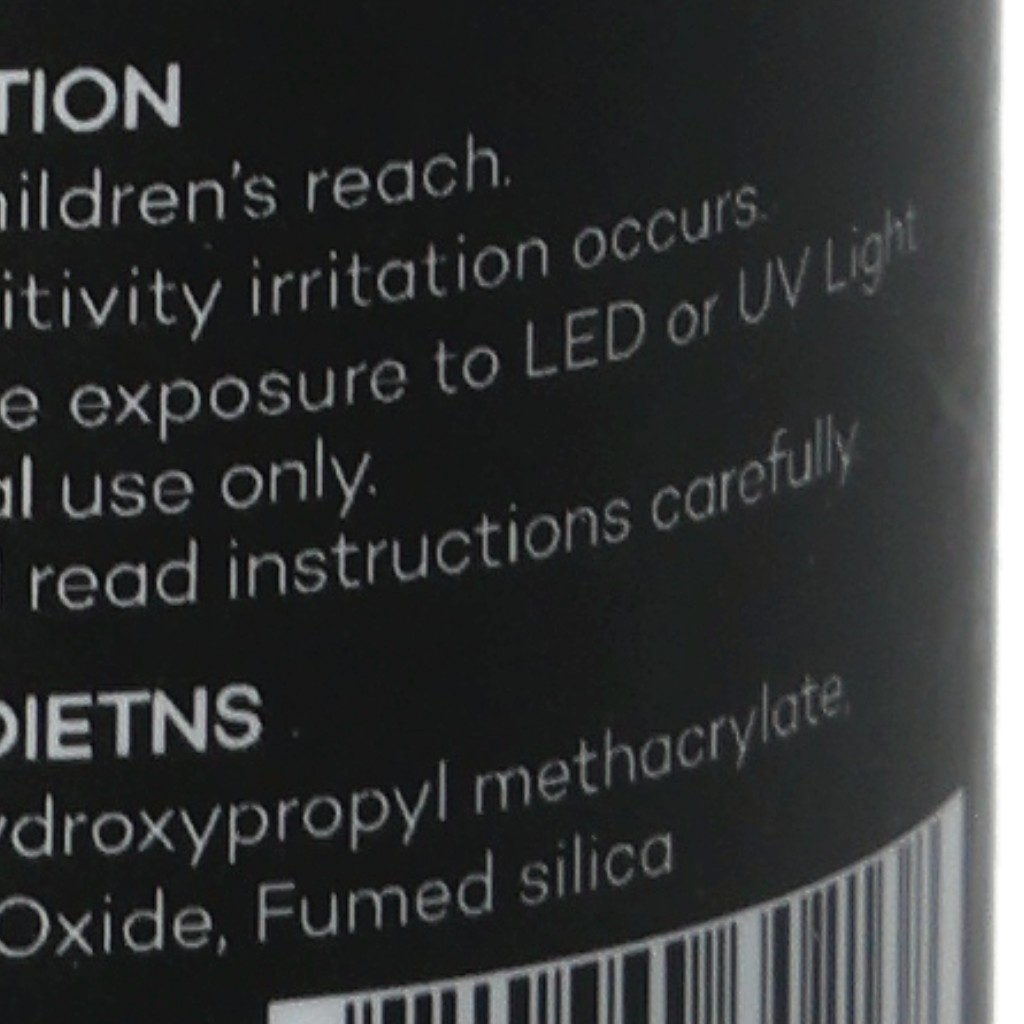 TION
hildren's reach.
itivity irritation occurs.
e exposure to LED or UV Light
al use only.
read instructions carefully
DIETNS
ydroxypropyl methacrylate,
Oxide, Fumed silica